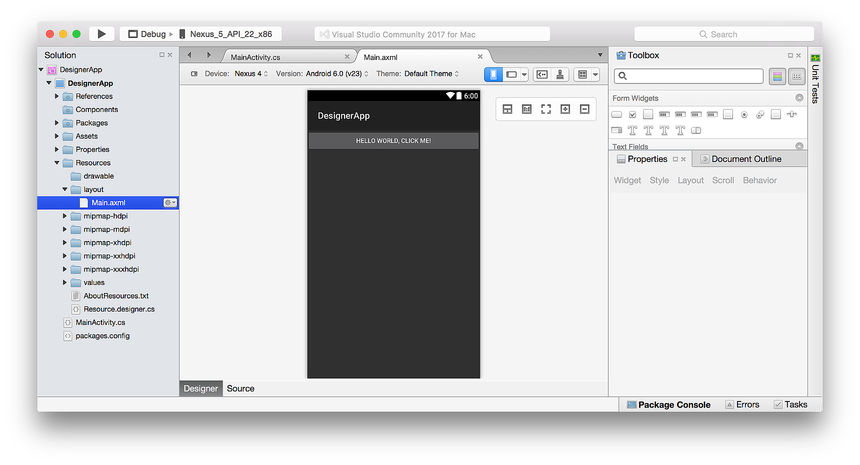 Debug
Nexus_5_API_22_x86
Visual Studio Community 2017 for Mac
Search
Solution
DesignerApp
DesignerApp
References
Components
Packages
Assets
Properties
Resources
drawable
layout
Main.axml
mipmap-hdpi
mipmap-mdpi
mipmap-xhdpi
mipmap-xxhdpi
mipmap-xxxhdpi
values
AboutResources.txt
Resource.designer.cs
MainActivity.cs
packages.config
MainActivity.cs
Main.axml
Device: Nexus 4 Version: Android 6.0 (v23) Theme: Default Theme
6:00
DesignerApp
HELLO WORLD, CLICK ME!
Designer Source
Toolbox
Form Widgets
Text Fields
Properties
Document Outline
Widget Style Layout Scroll Behavior
Unit Tests
Package Console Errors Tasks